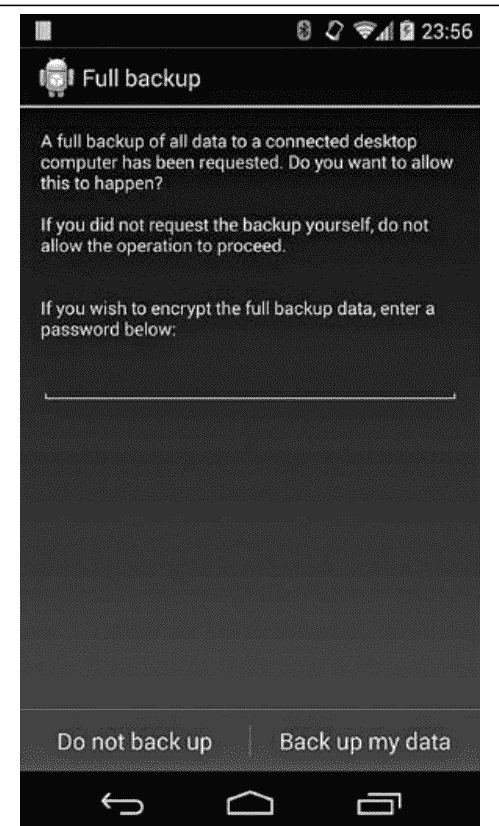 23:56
Full backup
A full backup of all data to a connected desktop
computer has been requested. Do you want to allow
this to happen?
If you did not request the backup yourself, do not
allow the operation to proceed.
If you wish to encrypt the full backup data, enter a
password below:
Do not back up
Back up my data